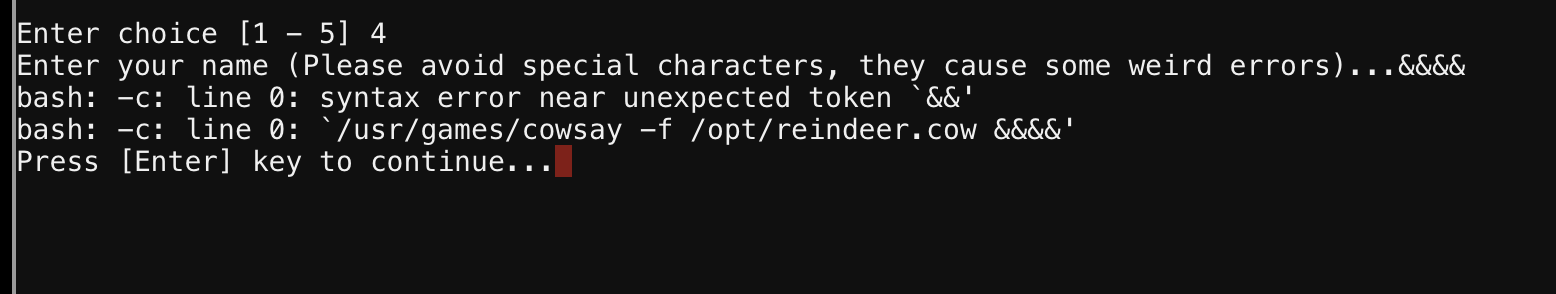 Enter choice [1 - 5] 4
Enter your name (Please avoid special characters, they cause some weird errors)...&&&&
bash: -c: line 0: syntax error near unexpected token `&&'
bash: -c: line 0: `/usr/games/cowsay -f /opt/reindeer.cow &&&&'
Press [Enter] key to continue...